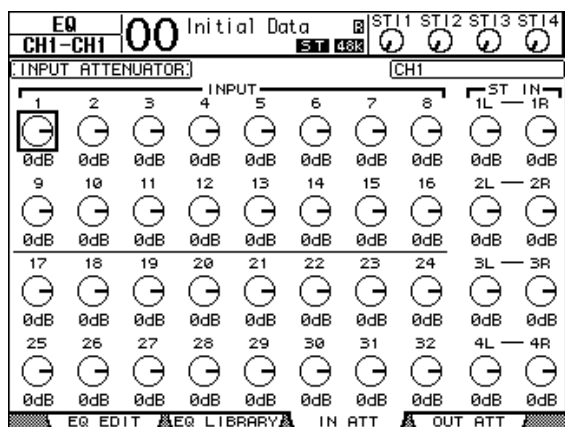 EQ
CH1-CH1
00
Initial Data
R
ST
48k
STI1 STI2 STI3 STI4
INPUT ATTENUATOR
CH1
INPUT
ST IN
1 2 3 4 5 6 7 8 1L — 1R
0dB 0dB 0dB 0dB 0dB 0dB 0dB 0dB 0dB 0dB
9 10 11 12 13 14 15 16 2L — 2R
0dB 0dB 0dB 0dB 0dB 0dB 0dB 0dB 0dB 0dB
17 18 19 20 21 22 23 24 3L — 3R
0dB 0dB 0dB 0dB 0dB 0dB 0dB 0dB 0dB 0dB
25 26 27 28 29 30 31 32 4L — 4R
0dB 0dB 0dB 0dB 0dB 0dB 0dB 0dB 0dB 0dB
EQ EDIT EQ LIBRARY IN ATT OUT ATT